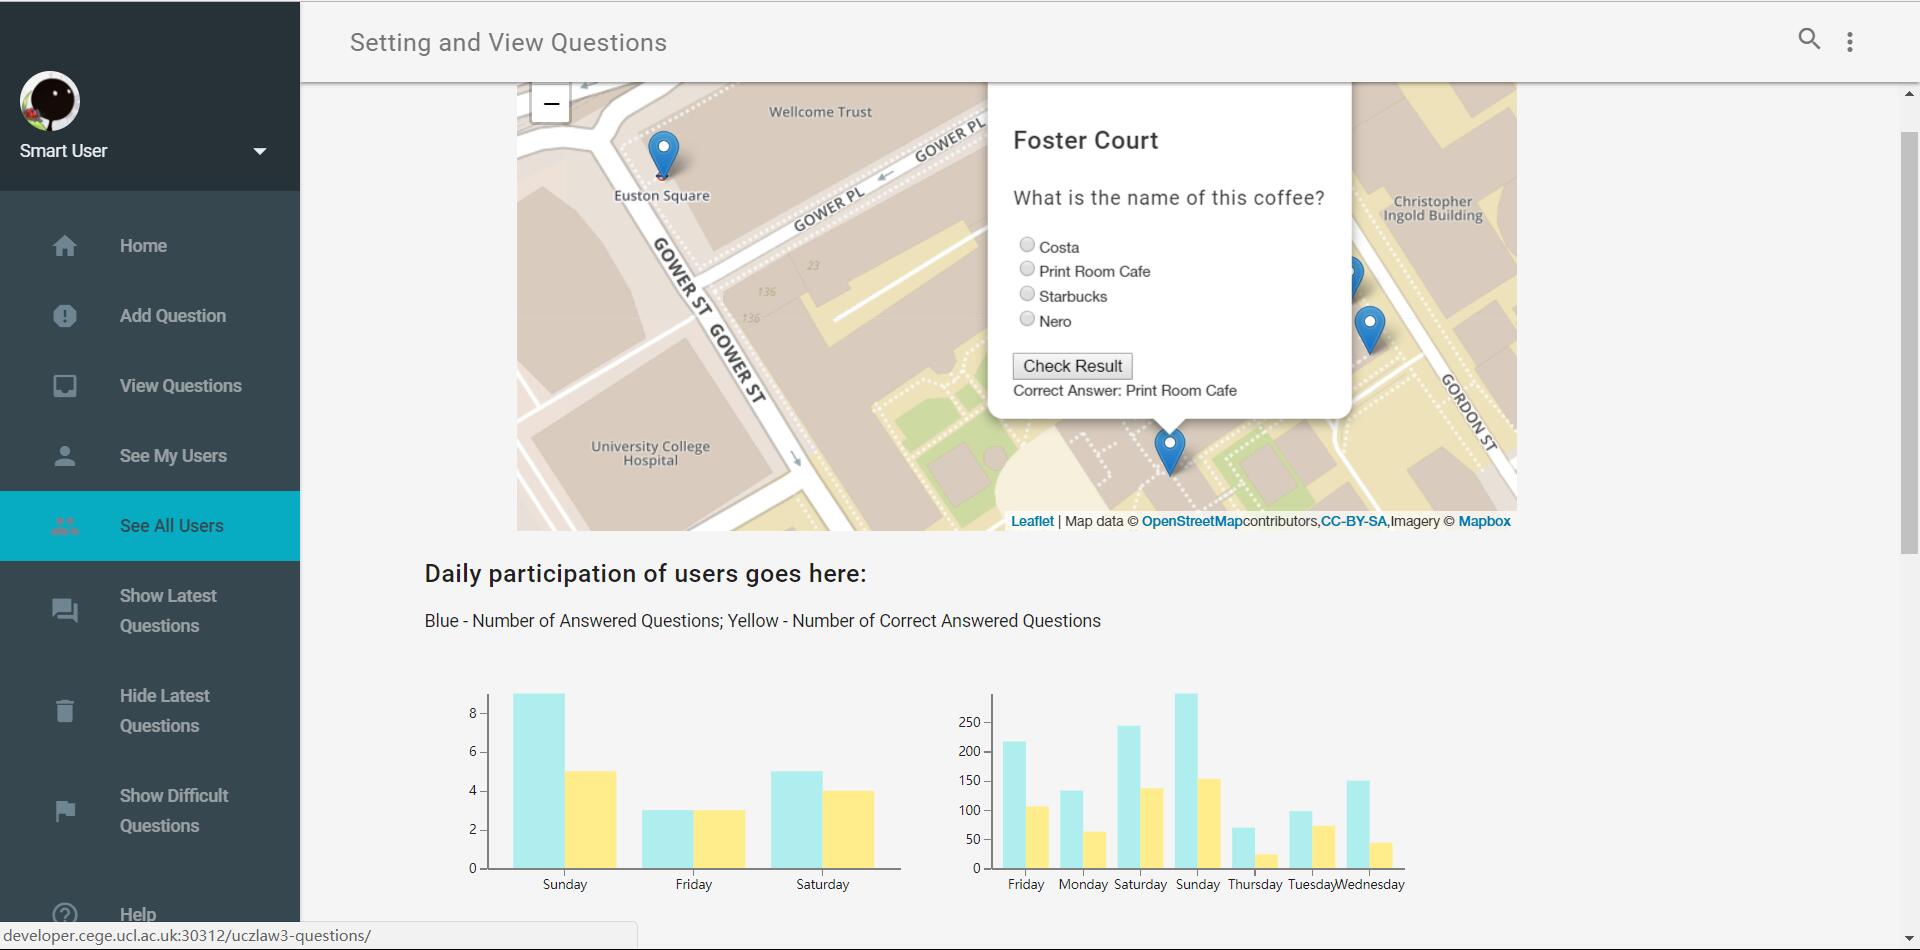 Setting and View Questions
Smart User
Home
Add Question
View Questions
See My Users
See All Users
Show Latest
Questions
Hide Latest
Questions
Show Difficult
Questions
Help
developer.cege.ucl.ac.uk:30312/uczlaw3-questions/
−
Wellcome Trust
Euston Square
GOWER PL
GOWER PL
GOWER ST
GOWER ST
23
136
136
University College
Hospital
Christopher
Ingold Building
GORDON ST
Foster Court
What is the name of this coffee?
Costa
Print Room Cafe
Starbucks
Nero
Check Result
Correct Answer: Print Room Cafe
Leaflet | Map data © OpenStreetMapcontributors,CC-BY-SA,Imagery © Mapbox
Daily participation of users goes here:
Blue - Number of Answered Questions; Yellow - Number of Correct Answered Questions
8
6
4
2
0
Sunday Friday Saturday
250
200
150
100
50
0
Friday Monday Saturday Sunday Thursday Tuesday Wednesday